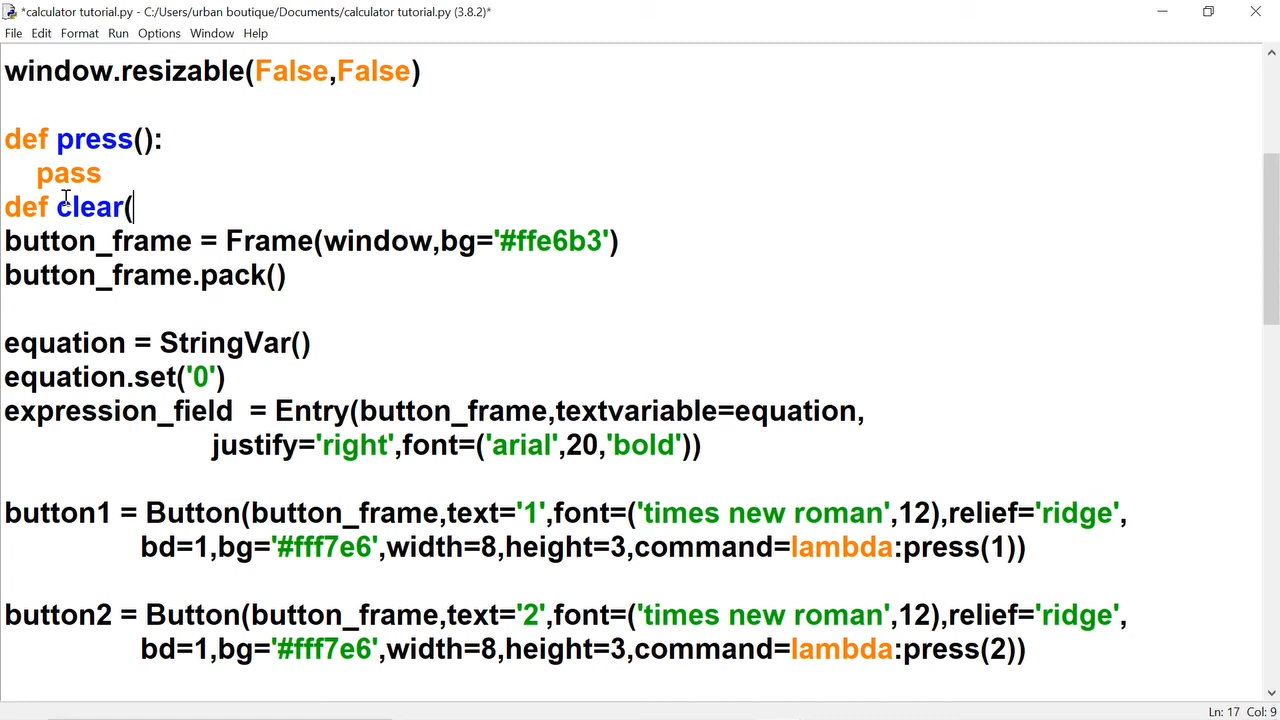 *calculator tutorial.py - C:/Users/urban boutique/Documents/calculator tutorial.py (3.8.2)*
File Edit Format Run Options Window Help
window.resizable(False,False)
def press():
    pass
def clear(
button_frame = Frame(window,bg='#ffe6b3')
button_frame.pack()
equation = StringVar()
equation.set('0')
expression_field  = Entry(button_frame,textvariable=equation,
                          justify='right',font=('arial',20,'bold'))
button1 = Button(button_frame,text='1',font=('times new roman',12),relief='ridge',
                 bd=1,bg='#fff7e6',width=8,height=3,command=lambda:press(1))
button2 = Button(button_frame,text='2',font=('times new roman',12),relief='ridge',
                 bd=1,bg='#fff7e6',width=8,height=3,command=lambda:press(2))
Ln: 17 Col: 9